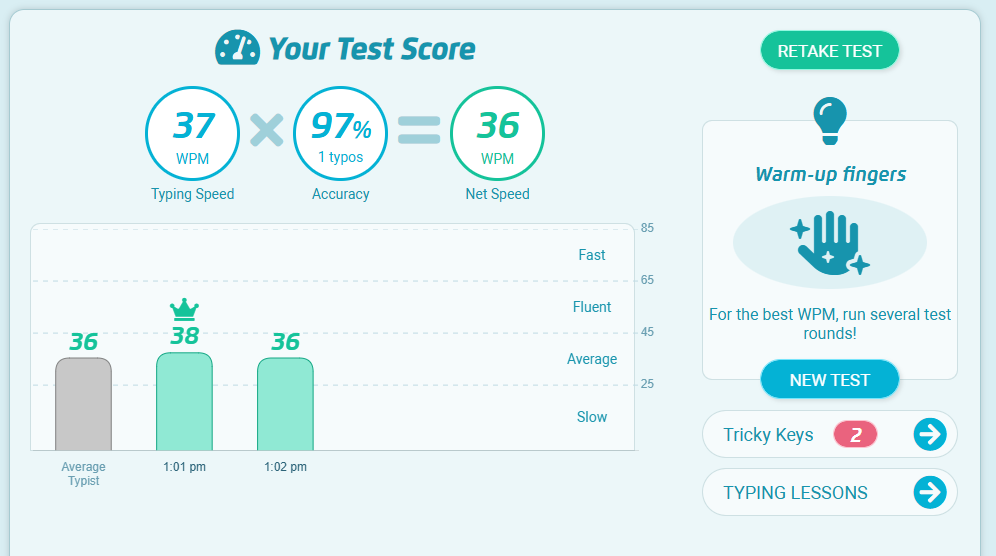 Your Test Score
RETAKE TEST
37
WPM
Typing Speed
97%
1 typos
Accuracy
36
WPM
Net Speed
Warm-up fingers
For the best WPM, run several test
rounds!
NEW TEST
Tricky Keys 2
TYPING LESSONS
85
Fast
65
Fluent
45
Average
25
Slow
36
38
36
Average
Typist
1:01 pm
1:02 pm